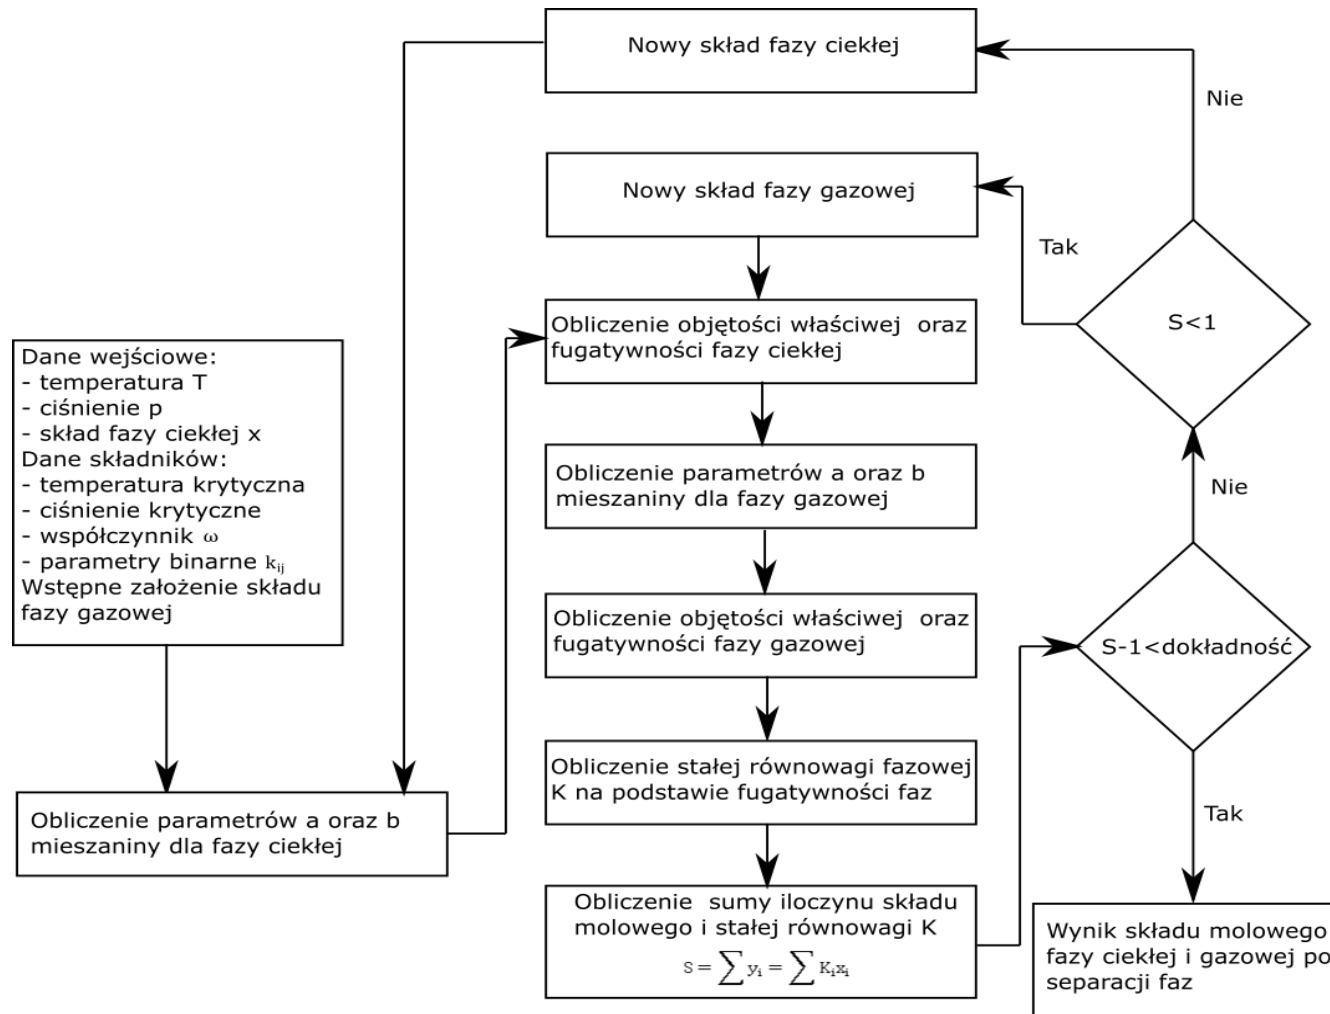 Nowy skład fazy ciekłej
Nie
Nowy skład fazy gazowej
Tak
Obliczenie objętości właściwej oraz
fugatywności fazy ciekłej
S<1
Dane wejściowe:
- temperatura T
- ciśnienie p
- skład fazy ciekłej x
Dane składników:
- temperatura krytyczna
- ciśnienie krytyczne
- współczynnik ω
- parametry binarne kij
Wstępne założenie składu
fazy gazowej
Obliczenie parametrów a oraz b
mieszaniny dla fazy gazowej
Nie
Obliczenie objętości właściwej oraz
fugatywności fazy gazowej
S-1<dokładność
Obliczenie stałej równowagi fazowej
K na podstawie fugatywności faz
Tak
Obliczenie parametrów a oraz b
mieszaniny dla fazy ciekłej
Obliczenie sumy iloczynu składu
molowego i stałej równowagi K
S = ∑ yi = ∑ Kixi
Wynik składu molowego
fazy ciekłej i gazowej po
separacji faz